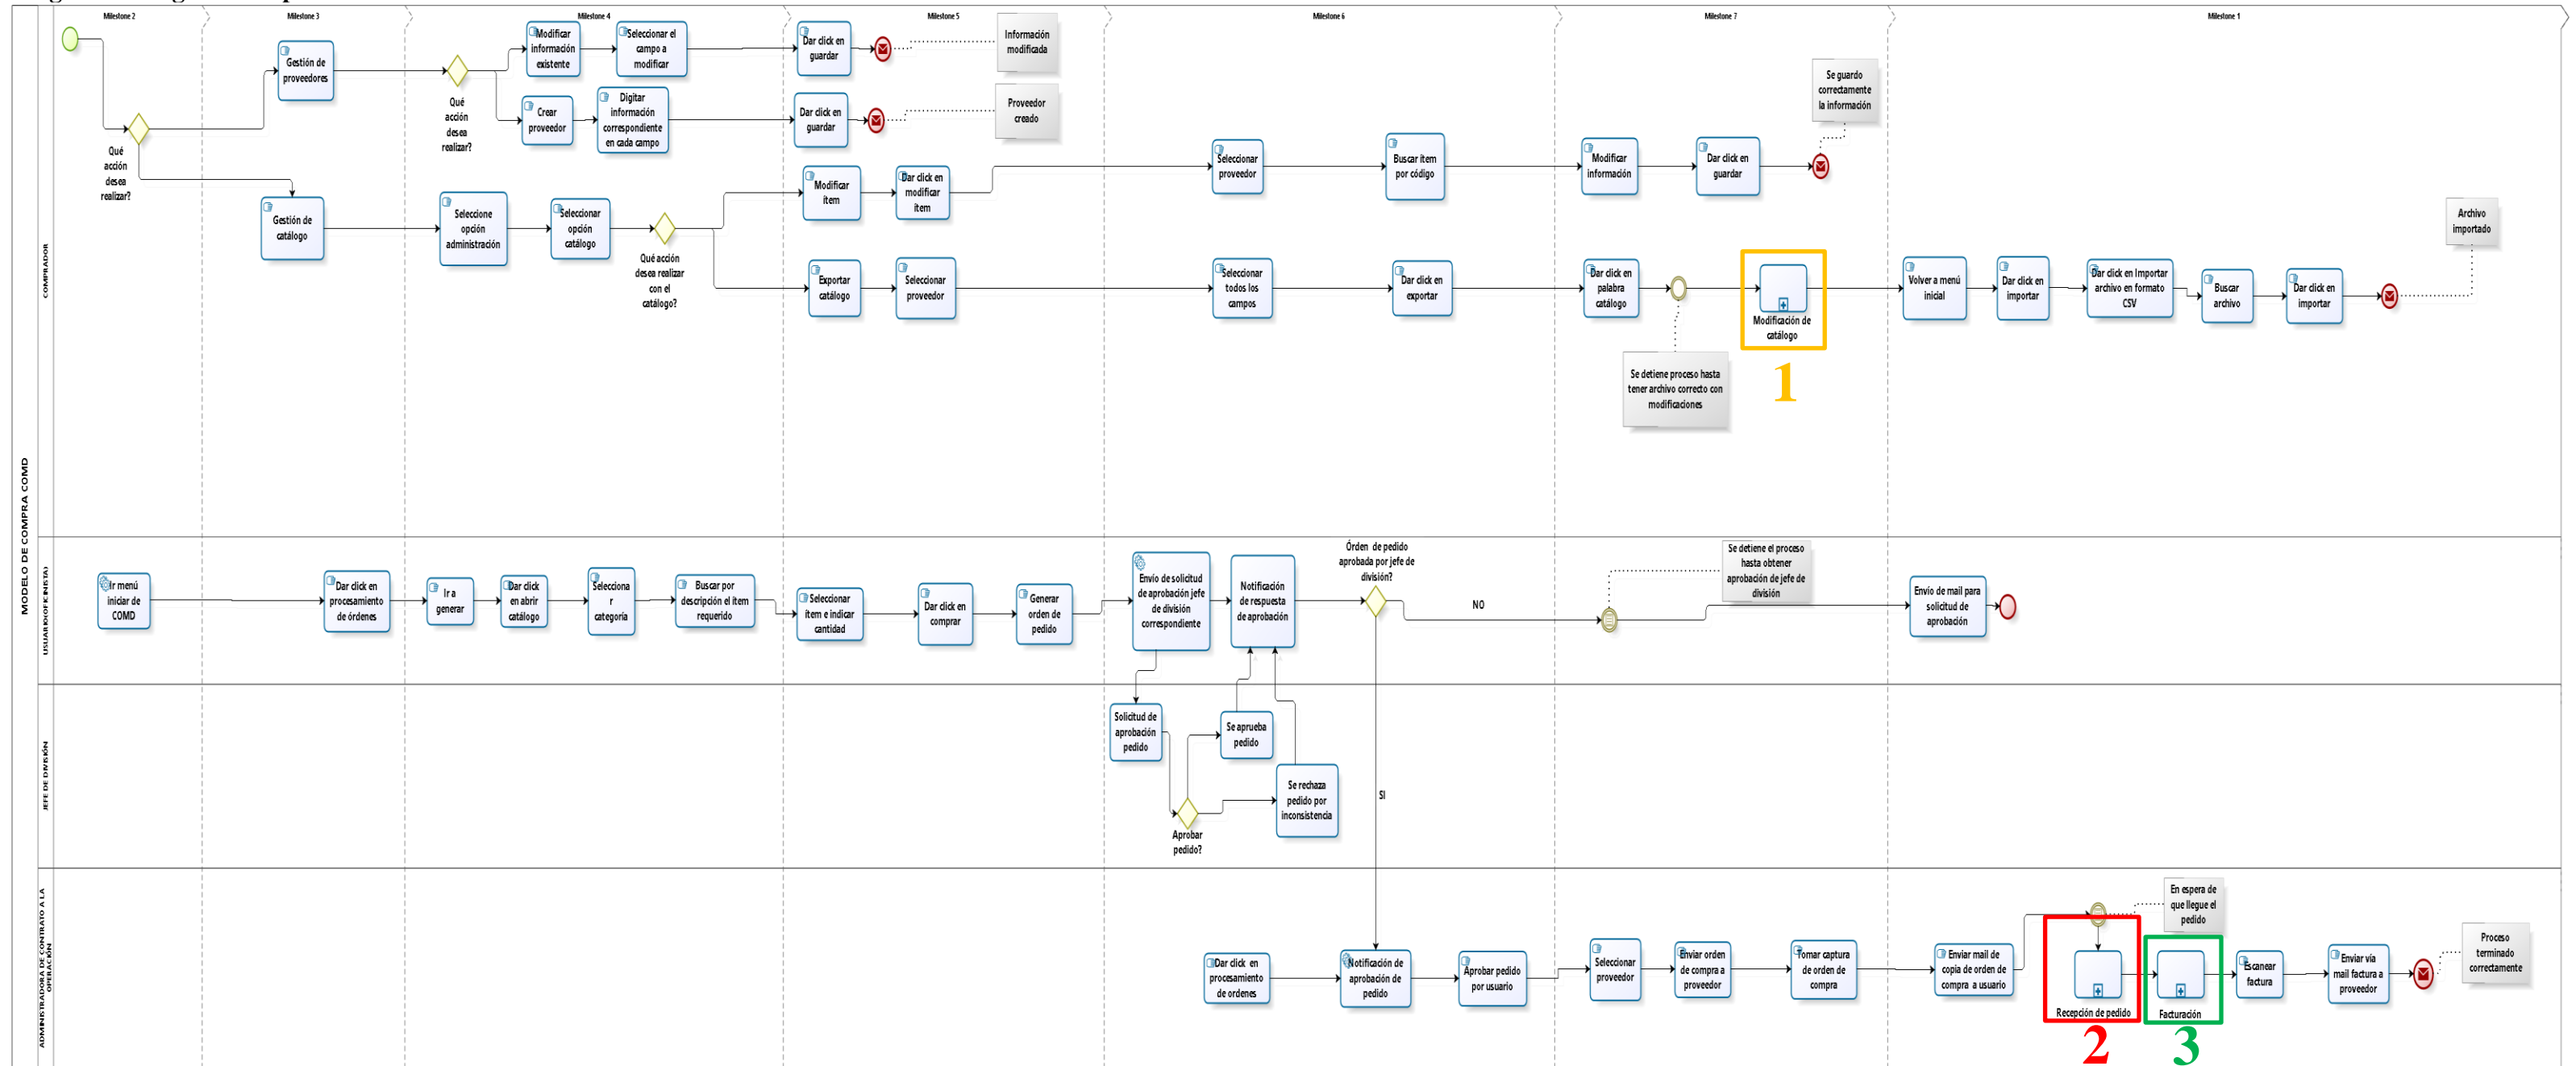 Milestone 2
Milestone 3
Milestone 4
Milestone 5
Milestone 6
Milestone 7
Milestone 1
MODELO DE COMPRA COMD
COMPRADOR
Qué
acción
desea
realizar?
Gestión de
proveedores
Qué
acción
desea
realizar?
Modificar
información
existente
Seleccionar el
campo a
modificar
Dar click en
guardar
Información
modificada
Crear
proveedor
Digitar
información
correspondiente
en cada campo
Dar click en
guardar
Proveedor
creado
Gestión de
catálogo
Seleccione
opción
administración
Seleccionar
opción
catálogo
Qué acción
desea realizar
con el
catálogo?
Modificar
ítem
Dar click en
modificar
ítem
Seleccionar
proveedor
Buscar ítem
por código
Modificar
información
Dar click en
guardar
Se guardo
correctamente
la información
Exportar
catálogo
Seleccionar
proveedor
Seleccionar
todos los
campos
Dar click en
exportar
Dar click en
palabra
catálogo
Se detiene proceso hasta
tener archivo correcto con
modificaciones
Modificación de
catálogo
1
Volver a menú
inicial
Dar click en
importar
Dar click en Importar
archivo en formato
CSV
Buscar
archivo
Dar click en
importar
Archivo
importado
USUARIO(OFICINISTA)
Ir menú
iniciar de
COMD
Dar click en
procesamiento
de órdenes
Ir a
generar
Dar click
en abrir
catálogo
Selecciona
r
categoría
Buscar por
descripción el ítem
requerido
Seleccionar
ítem e indicar
cantidad
Dar click en
comprar
Generar
orden de
pedido
Envío de solicitud
de aprobación jefe
de división
correspondiente
Notificación
de respuesta
de aprobación
Órden de pedido
aprobada por jefe de
división?
NO
Se detiene el proceso
hasta obtener
aprobación de jefe de
división
Envío de mail para
solicitud de
aprobación
JEFE DE DIVISIÓN
Solicitud de
aprobación
pedido
Aprobar
pedido?
Se aprueba
pedido
Se rechaza
pedido por
inconsistencia
SI
ADMINISTRADORA DE CONTRATO A LA
OPERACIÓN
Dar click en
procesamiento
de ordenes
Notificación de
aprobación de
pedido
Aprobar pedido
por usuario
Seleccionar
proveedor
Enviar orden
de compra a
proveedor
Tomar captura
de orden de
compra
Enviar mail de
copia de orden de
compra a usuario
En espera de
que llegue el
pedido
Recepción de pedido
2
Facturación
3
Escanear
factura
Enviar vía
mail factura a
proveedor
Proceso
terminado
correctamente